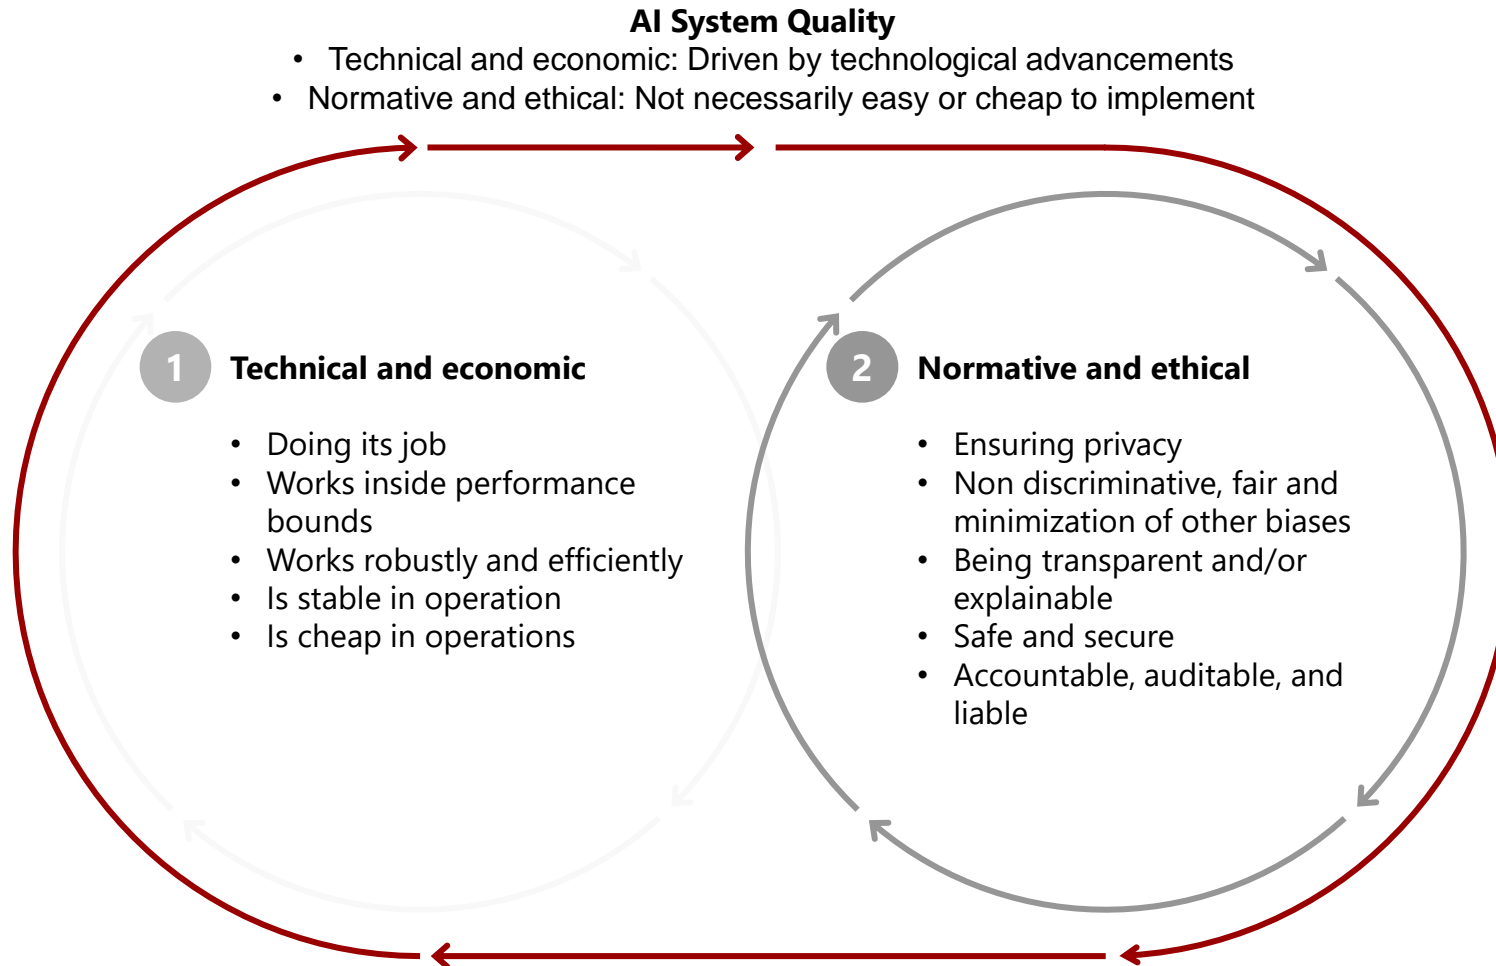 AI System Quality
• Technical and economic: Driven by technological advancements
• Normative and ethical: Not necessarily easy or cheap to implement
1 Technical and economic
• Doing its job
• Works inside performance
bounds
• Works robustly and efficiently
• Is stable in operation
• Is cheap in operations
2 Normative and ethical
• Ensuring privacy
• Non discriminative, fair and
minimization of other biases
• Being transparent and/or
explainable
• Safe and secure
• Accountable, auditable, and
liable